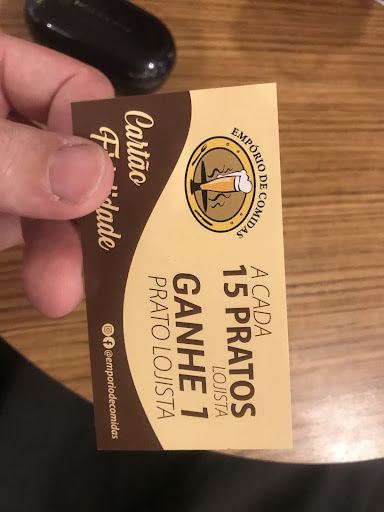 Cartão
Fidelidade
EMPÓRIO DE COMIDAS
A CADA
15 PRATOS
LOJISTA
GANHE 1
PRATO LOJISTA
@emporiodecomidas